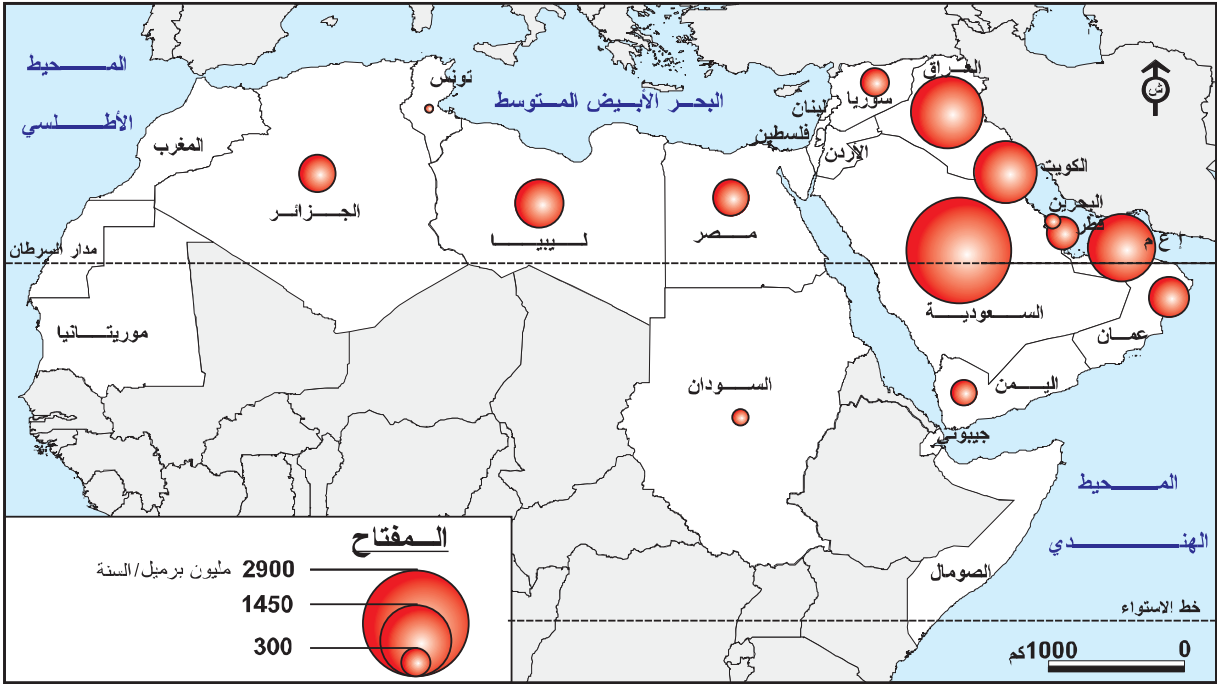 المحيط
الأطلسي
البحر الأبيض المتوسط
تونس
المغرب
الجزائر
ليبيا
مصر
لبنان
فلسطين
سوريا
العراق
الأردن
الكويت
البحرين
قطر
إ ع م
السعودية
عمان
اليمن
ش
مدار السرطان
موريتانيا
السودان
جيبوتي
الصومال
المحيط
الهندي
خط الاستواء
المفتاح
2900 مليون برميل/السنة
1450
300
0 1000 كم